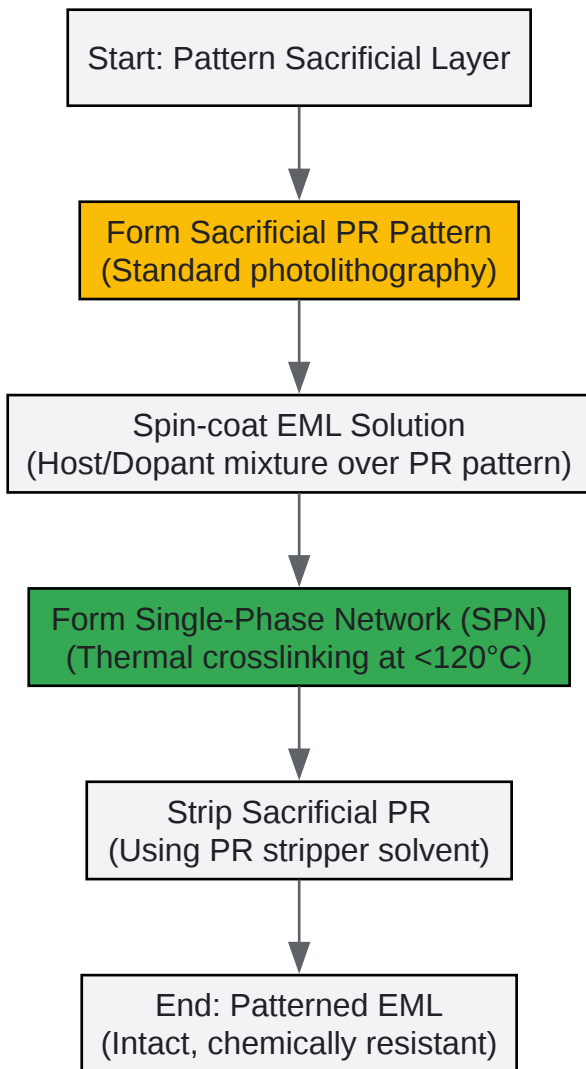 Start: Pattern Sacrificial Layer
Form Sacrificial PR Pattern
(Standard photolithography)
Spin-coat EML Solution
(Host/Dopant mixture over PR pattern)
Form Single-Phase Network (SPN)
(Thermal crosslinking at <120°C)
Strip Sacrificial PR
(Using PR stripper solvent)
End: Patterned EML
(Intact, chemically resistant)